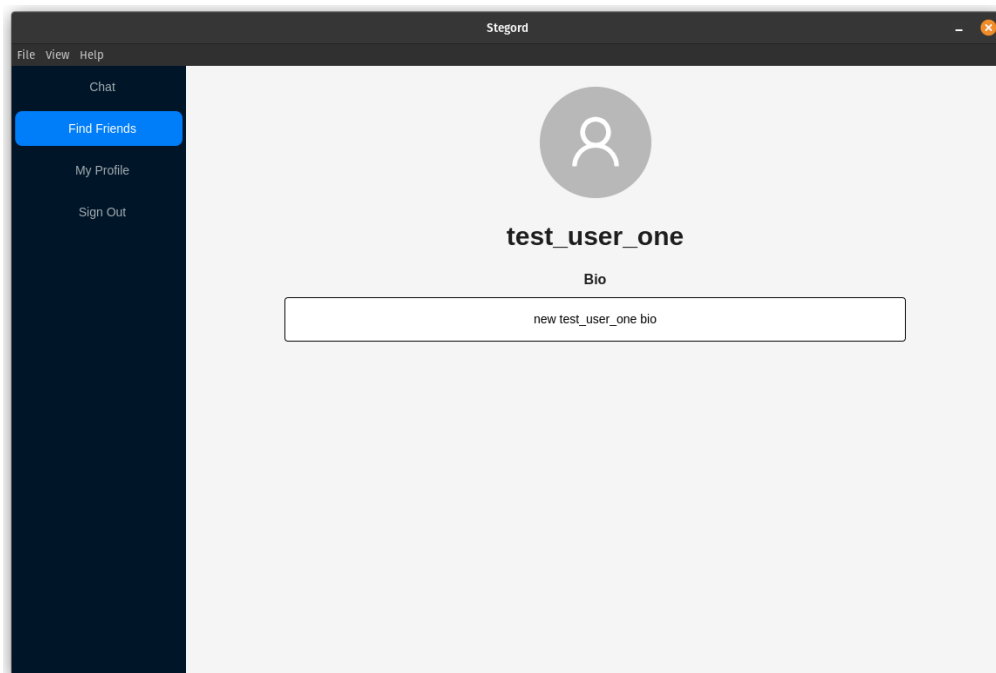 Stegord
File View Help
Chat
Find Friends
My Profile
Sign Out
test_user_one
Bio
new test_user_one bio